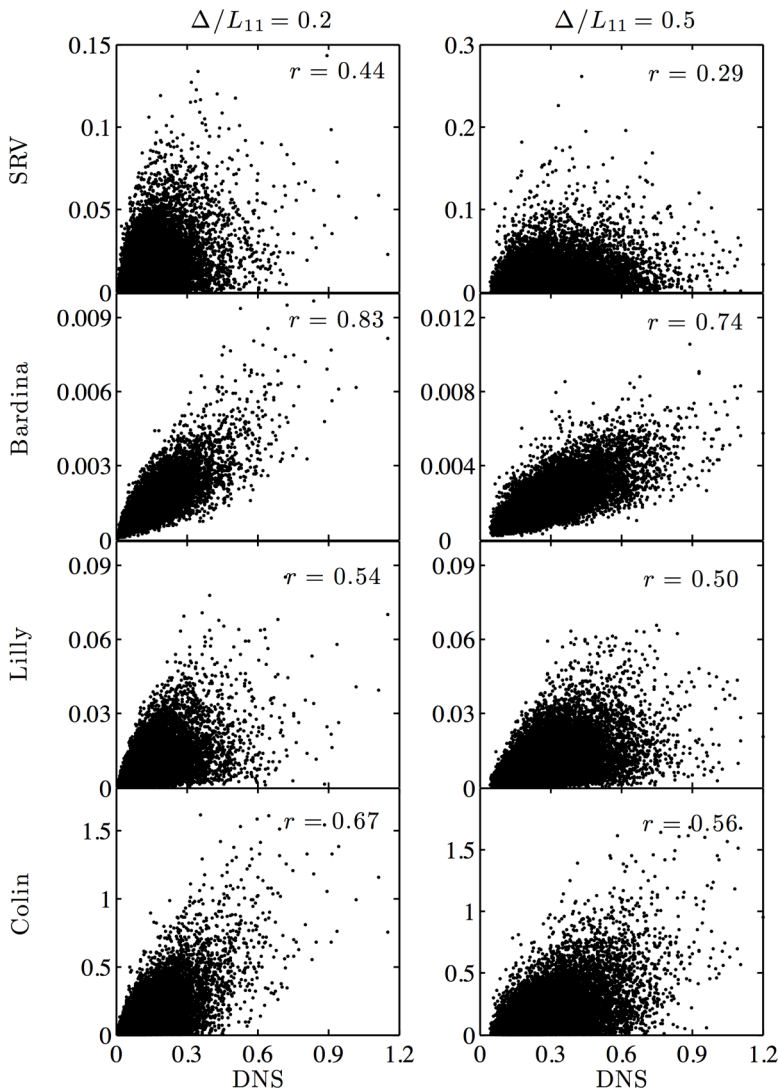 Δ/L₁₁ = 0.2
Δ/L₁₁ = 0.5
SRV
0.15
0.1
0.05
0
r = 0.44
0.3
0.2
0.1
0
r = 0.29
Bardina
0.009
0.006
0.003
0
r = 0.83
0.012
0.008
0.004
0
r = 0.74
Lilly
0.09
0.06
0.03
0
r = 0.54
0.09
0.06
0.03
0
r = 0.50
Colin
1.5
1
0.5
0
r = 0.67
1.5
1
0.5
0
r = 0.56
0 0.3 0.6 0.9 1.2
0 0.3 0.6 0.9 1.2
DNS
DNS